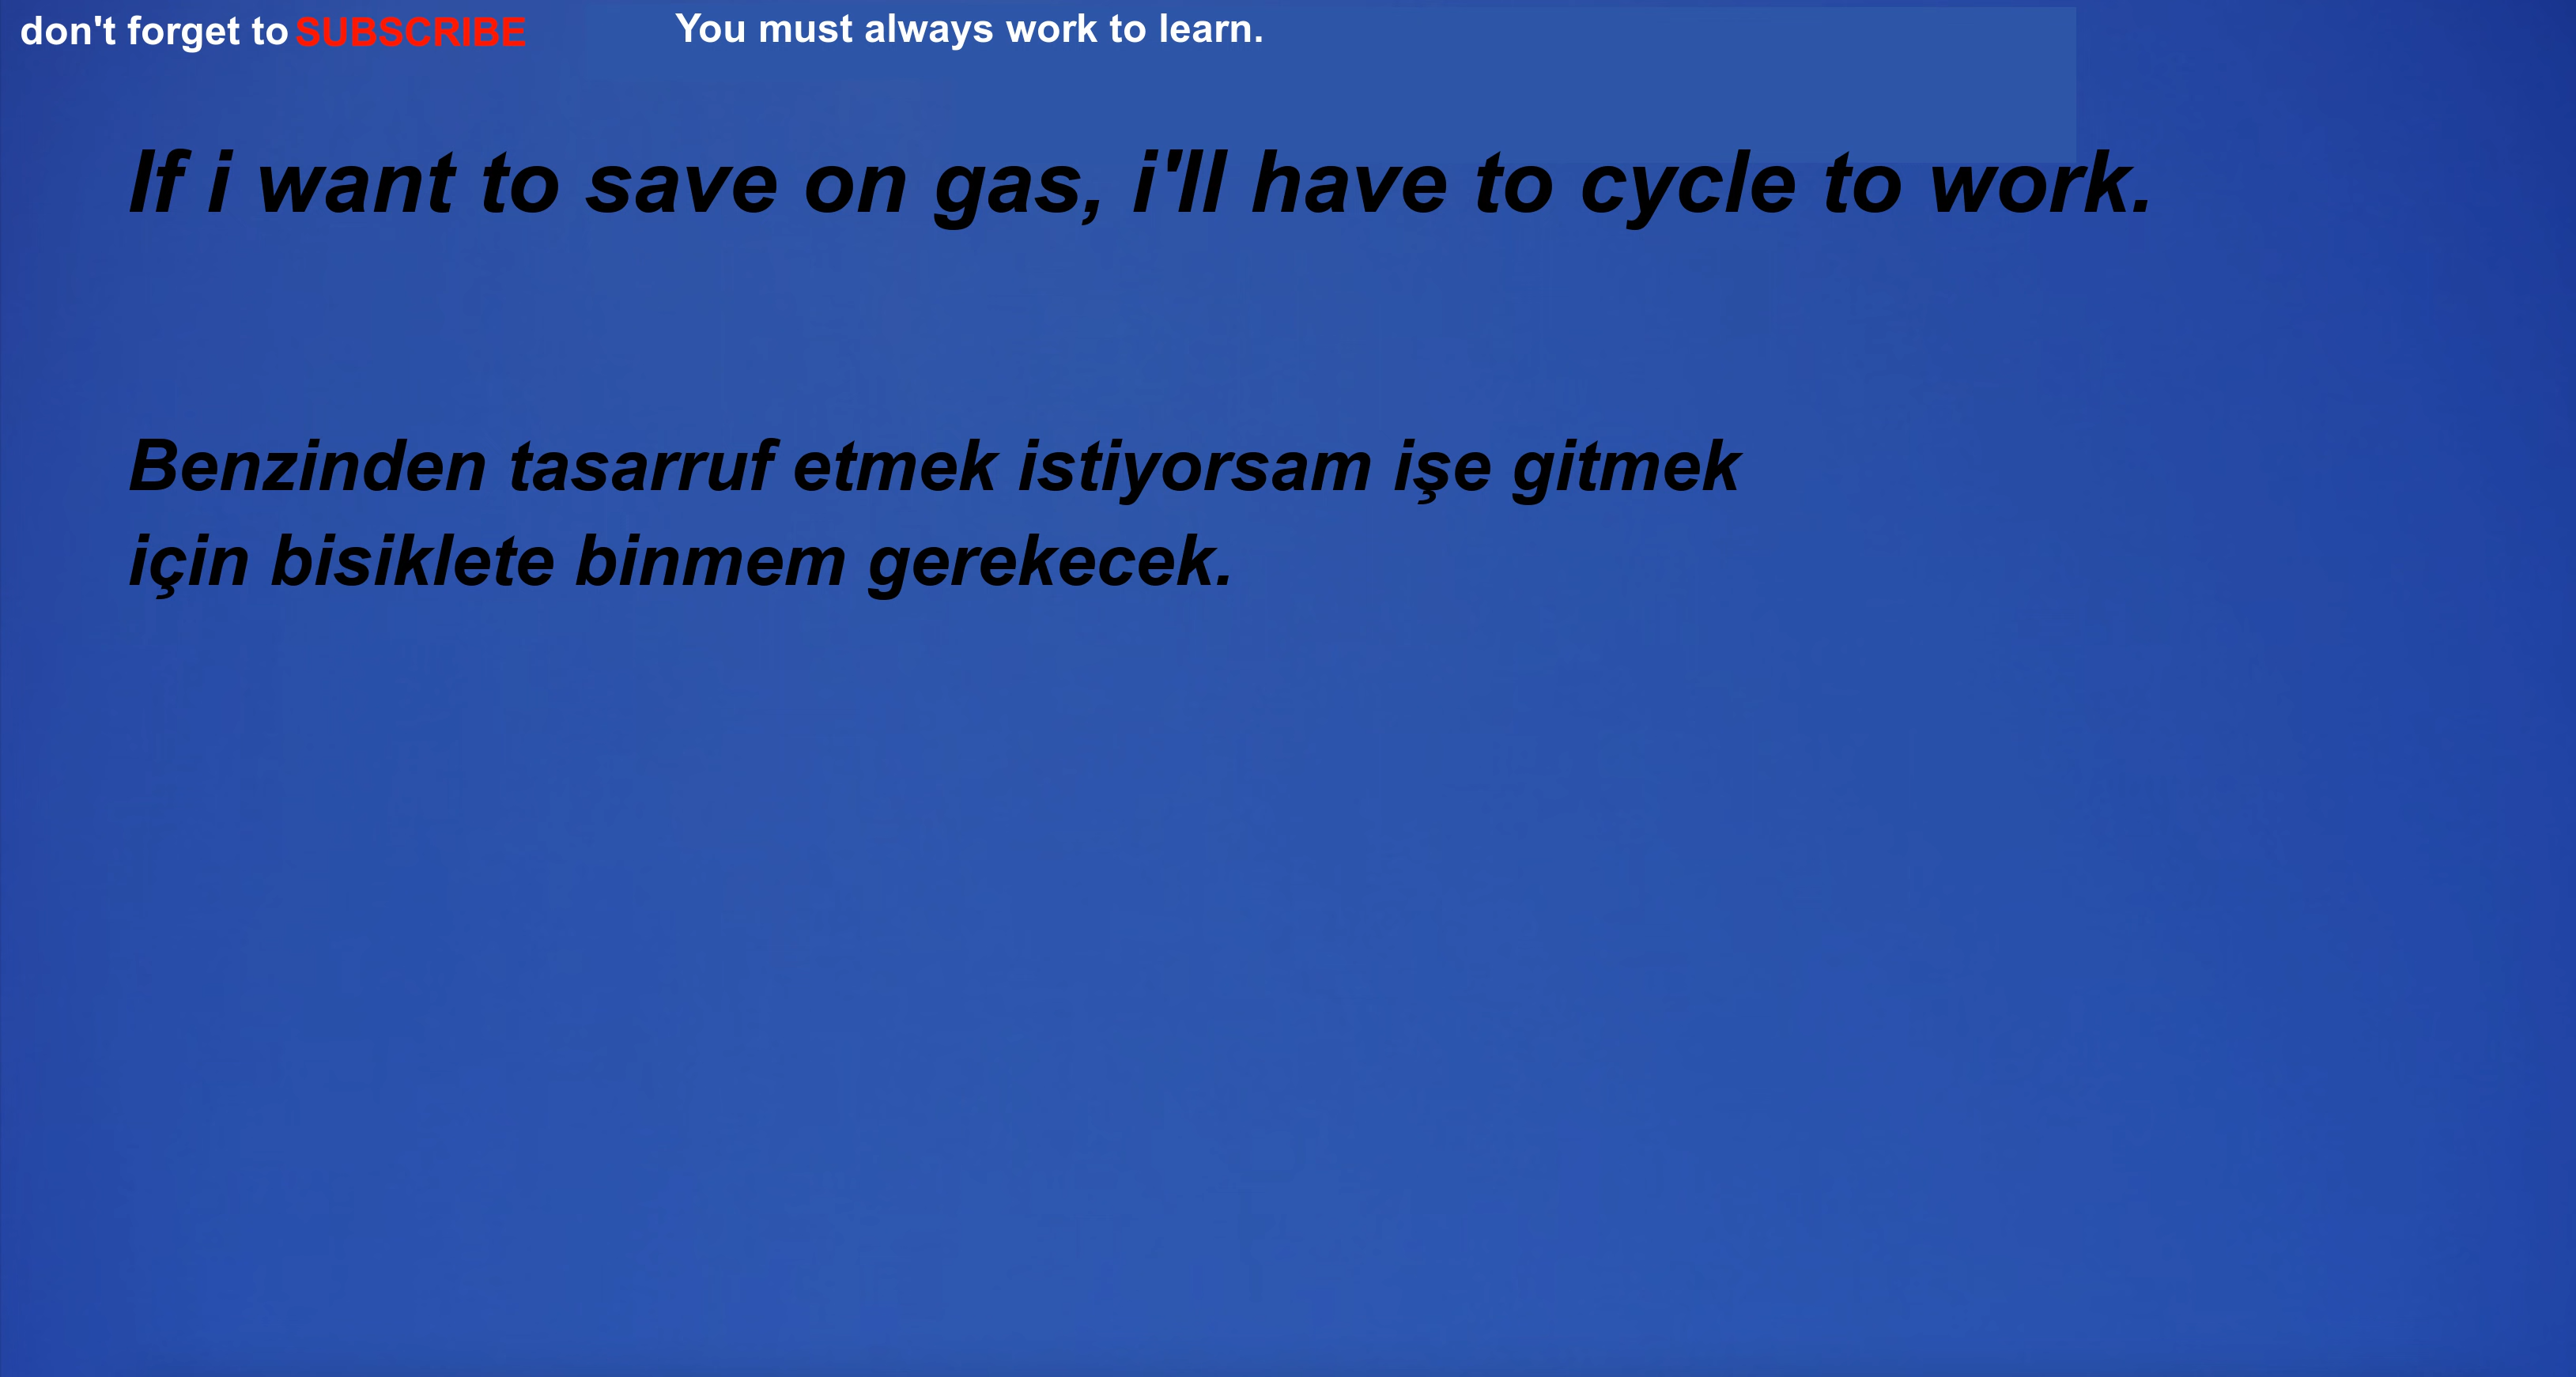 don't forget to SUBSCRIBE
You must always work to learn.
If i want to save on gas, i'll have to cycle to work.
Benzinden tasarruf etmek istiyorsam işe gitmek
için bisiklete binmem gerekecek.